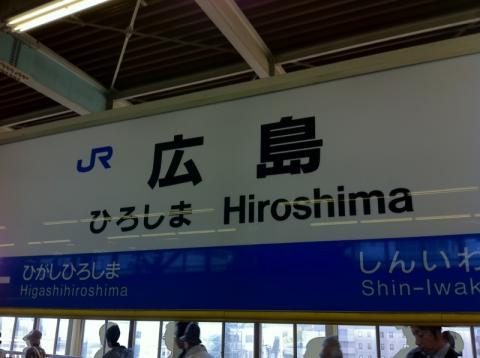 JR 広島
ひろしま Hiroshima
ひがしひろしま しんいわ
Higashihiroshima Shin-Iwak